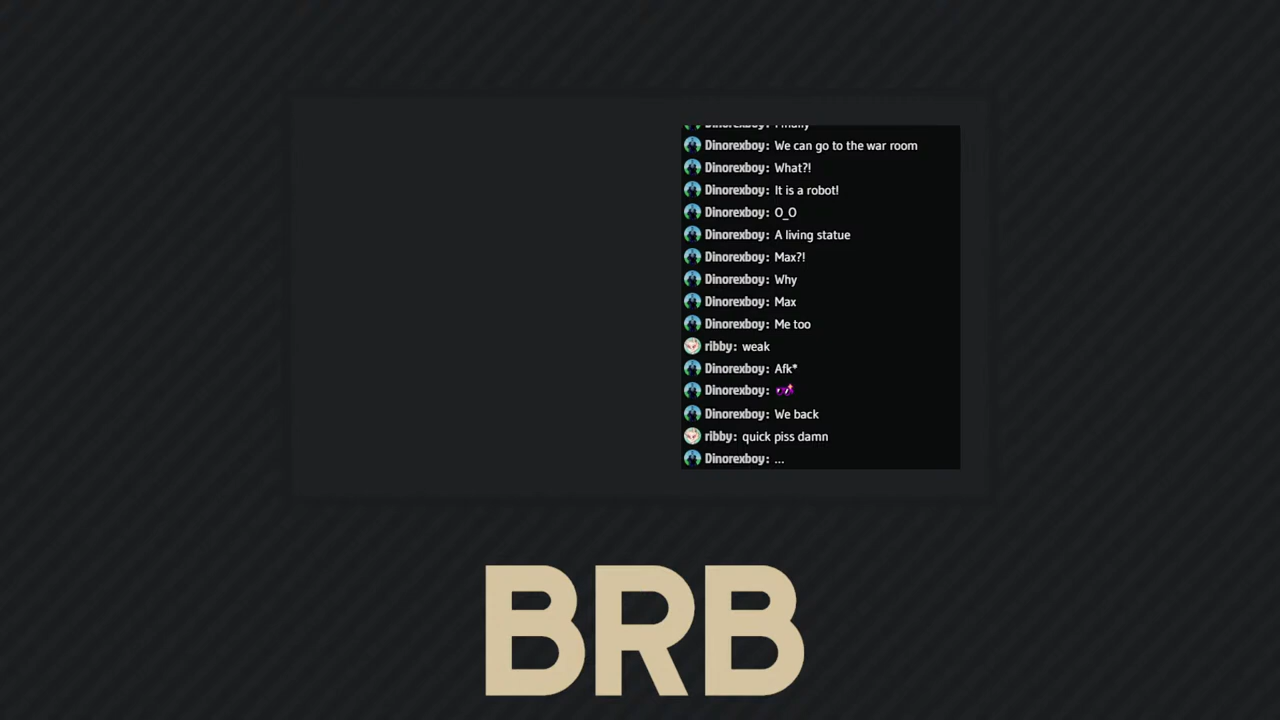 Dinorexboy: Finally
Dinorexboy: We can go to the war room
Dinorexboy: What?!
Dinorexboy: It is a robot!
Dinorexboy: O_O
Dinorexboy: A living statue
Dinorexboy: Max?!
Dinorexboy: Why
Dinorexboy: Max
Dinorexboy: Me too
ribby: weak
Dinorexboy: Afk*
Dinorexboy:
Dinorexboy: We back
ribby: quick piss damn
Dinorexboy: ...
BRB